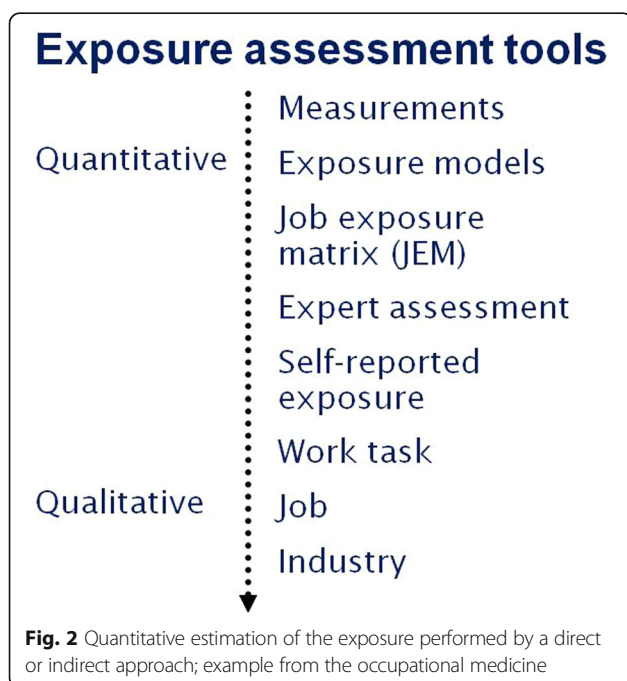 Exposure assessment tools
Measurements
Quantitative
Exposure models
Job exposure
matrix (JEM)
Expert assessment
Self-reported
exposure
Work task
Qualitative
Job
Industry
Fig. 2 Quantitative estimation of the exposure performed by a direct
or indirect approach; example from the occupational medicine